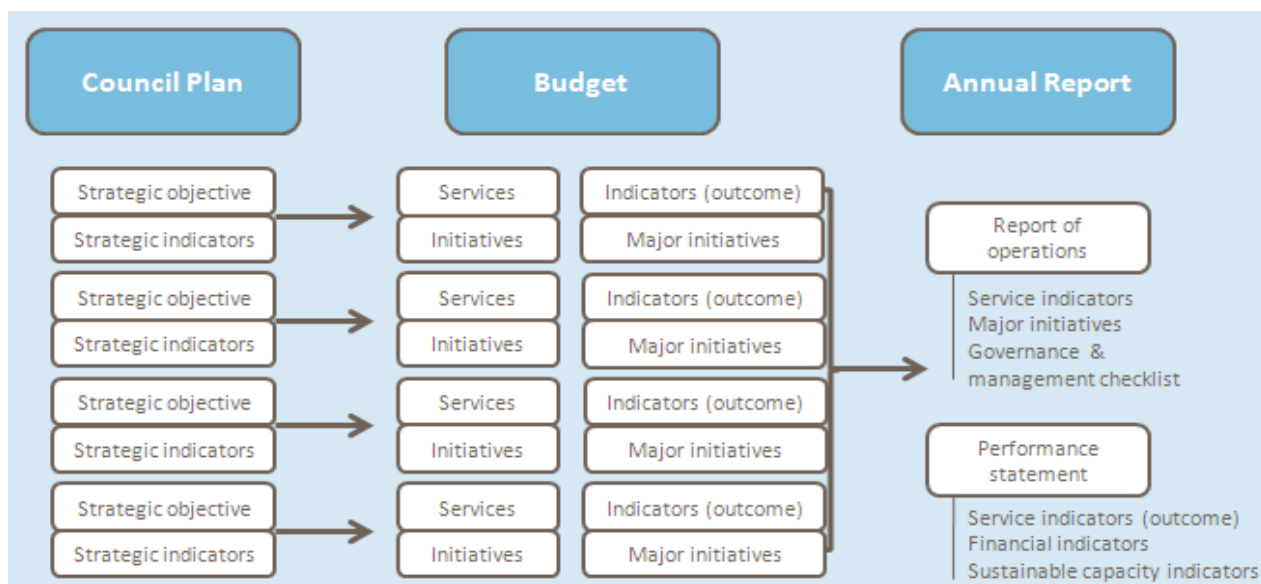 Council Plan
Budget
Annual Report
Strategic objective
Strategic indicators
Services
Initiatives
Indicators (outcome)
Major initiatives
Strategic objective
Strategic indicators
Services
Initiatives
Indicators (outcome)
Major initiatives
Strategic objective
Strategic indicators
Services
Initiatives
Indicators (outcome)
Major initiatives
Strategic objective
Strategic indicators
Services
Initiatives
Indicators (outcome)
Major initiatives
Report of
operations
Service indicators
Major initiatives
Governance &
management checklist
Performance
statement
Service indicators (outcome)
Financial indicators
Sustainable capacity indicators